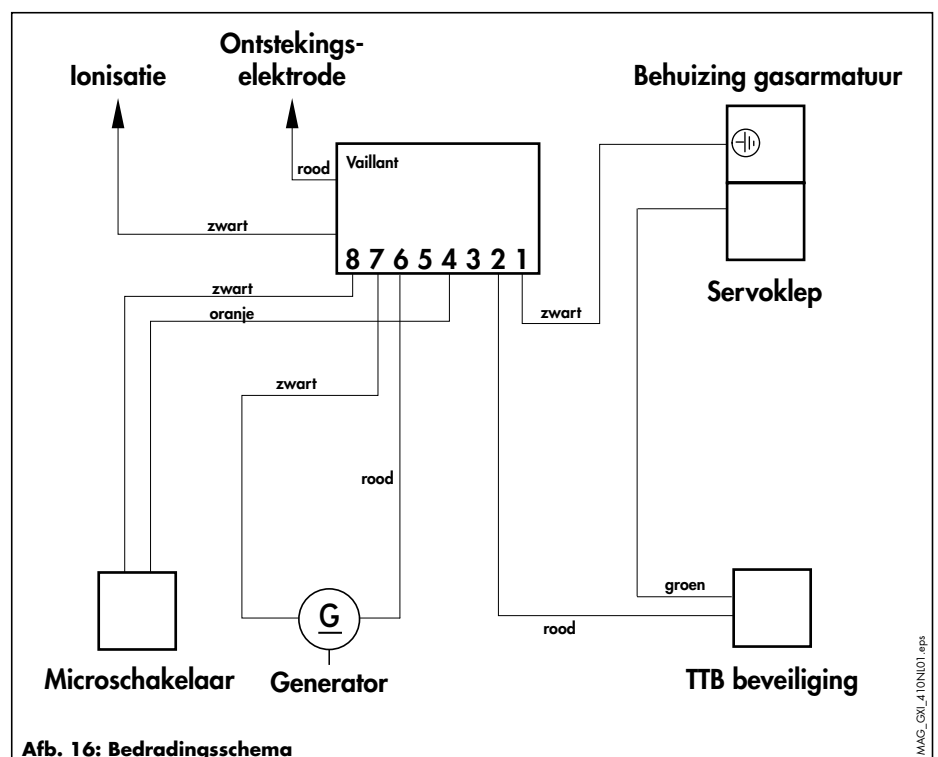 Ontstekings-
elektrode
Ionisatie
Behuizing gasarmatuur
rood
Vaillant
zwart
8 7 6 5 4 3 2 1
Servoklep
zwart
oranje
zwart
zwart
rood
groen
rood
G
Microschakelaar
Generator
TTB beveiliging
MAG_GXI_410NL01.eps
Afb. 16: Bedradingsschema